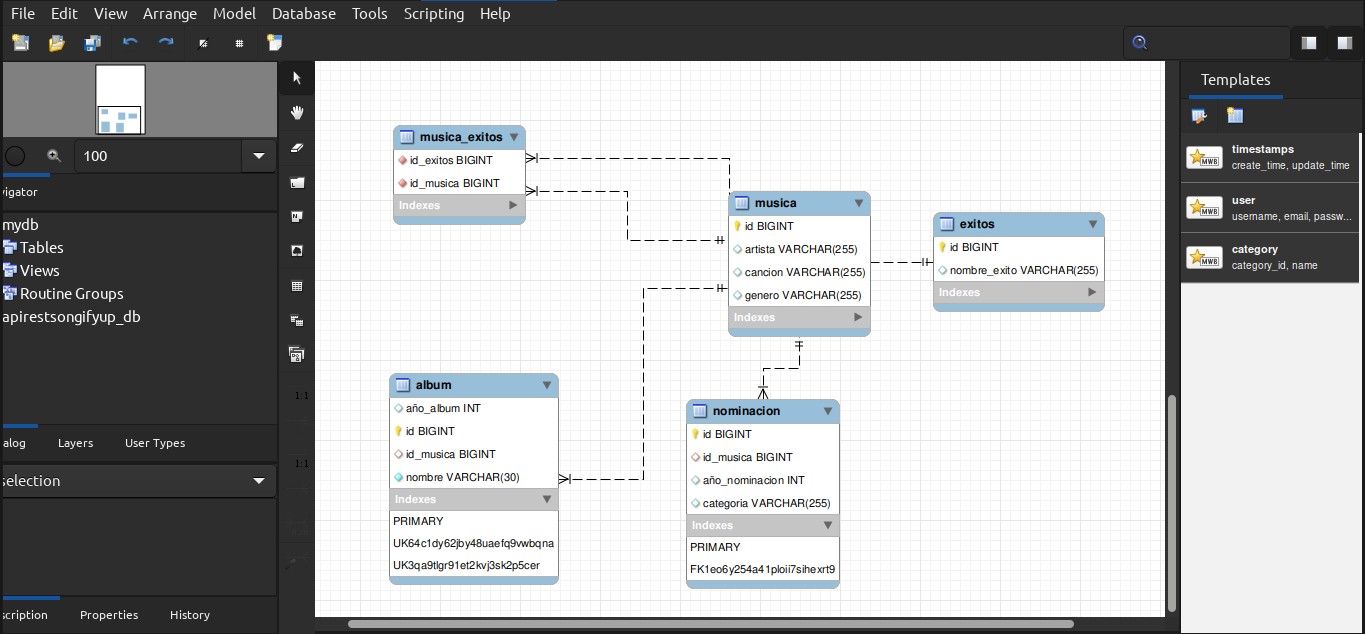 File Edit View Arrange Model Database Tools Scripting Help
100
vigator
mydb
Tables
Views
Routine Groups
apirestsongifyup_db
alog Layers User Types
selection
scription Properties History
1:1
1:1
musica_exitos
id_exitos BIGINT
id_musica BIGINT
Indexes
musica
id BIGINT
artista VARCHAR(255)
cancion VARCHAR(255)
genero VARCHAR(255)
Indexes
exitos
id BIGINT
nombre_exito VARCHAR(255)
Indexes
album
año_album INT
id BIGINT
id_musica BIGINT
nombre VARCHAR(30)
Indexes
PRIMARY
UK64c1dy62jby48uaefq9vwbqna
UK3qa9tlgr91et2kvj3sk2p5cer
nominacion
id BIGINT
id_musica BIGINT
año_nominacion INT
categoria VARCHAR(255)
Indexes
PRIMARY
FK1eo6y254a41ploii7sihexrt9
Templates
MWB
timestamps
create_time, update_time
MWB
user
username, email, passw...
MWB
category
category_id, name